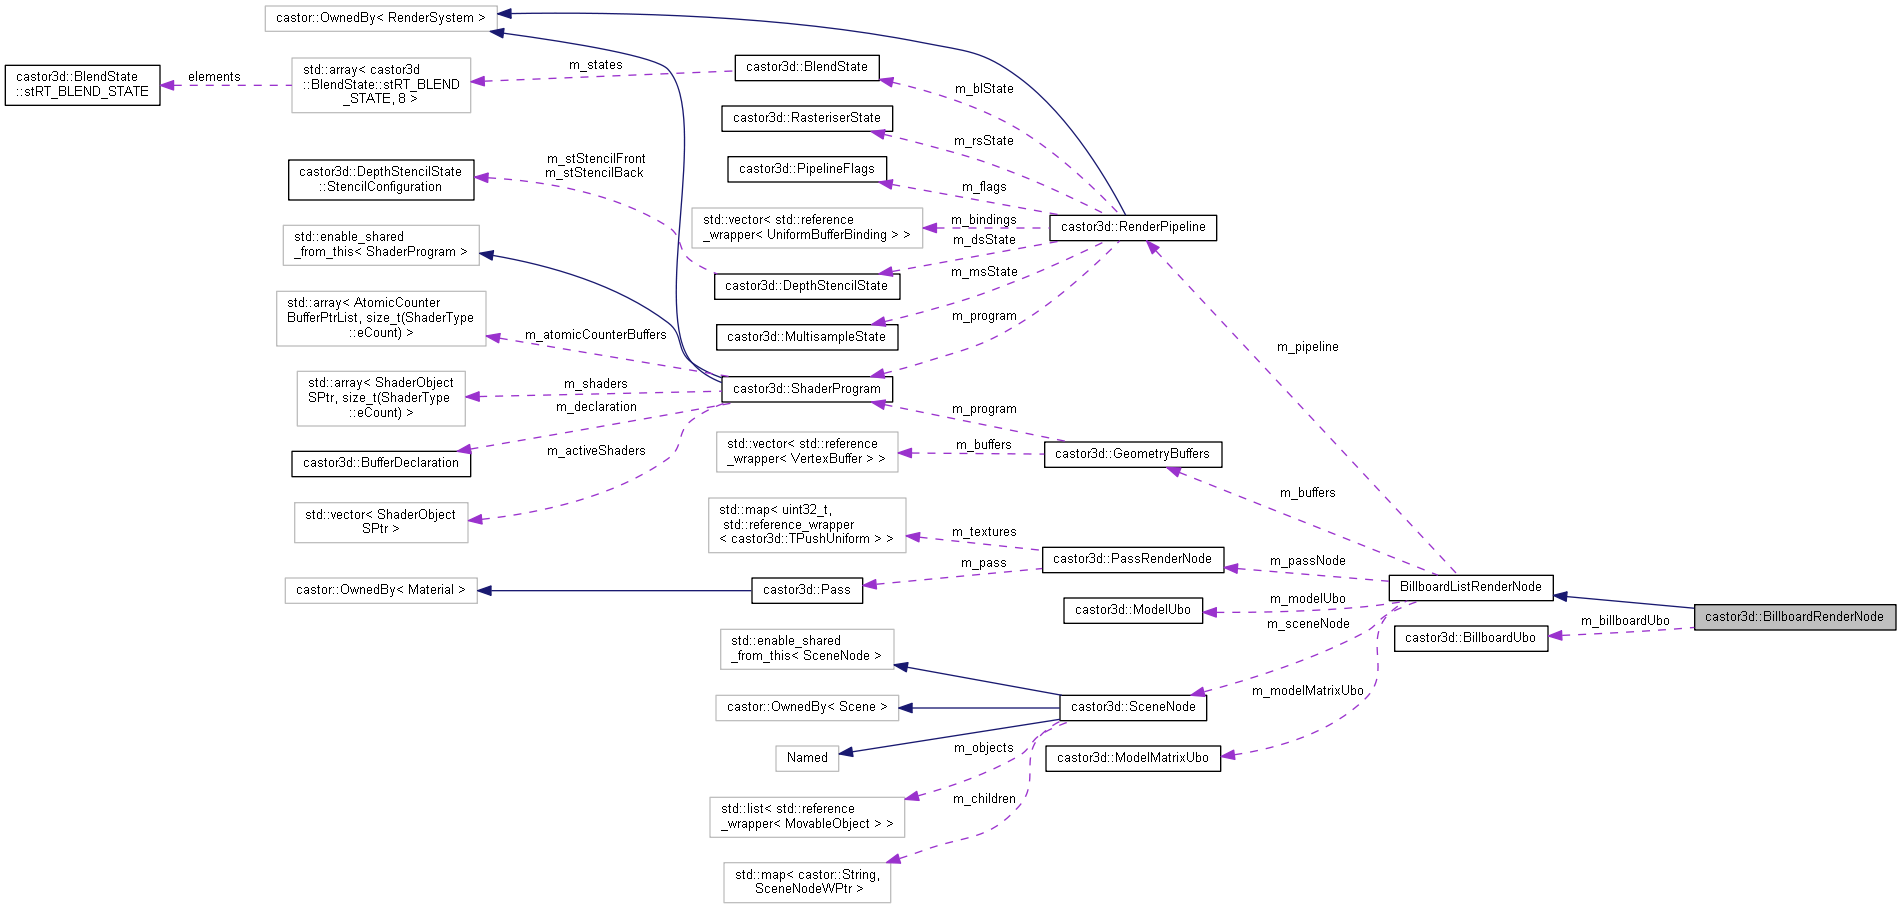 castor::OwnedBy< RenderSystem >
castor3d::BlendState
::stRT_BLEND_STATE
elements
std::array< castor3d
::BlendState::stRT_BLEND
_STATE, 8 >
m_states
castor3d::BlendState
m_blState
castor3d::RasteriserState
m_rsState
castor3d::DepthStencilState
::StencilConfiguration
m_stStencilFront
m_stStencilBack
castor3d::PipelineFlags
m_flags
std::vector< std::reference
_wrapper< UniformBufferBinding > >
m_bindings
castor3d::RenderPipeline
std::enable_shared
_from_this< ShaderProgram >
m_dsState
castor3d::DepthStencilState
m_msState
std::array< AtomicCounter
BufferPtrList, size_t(ShaderType
::eCount) >
m_atomicCounterBuffers
castor3d::MultisampleState
m_program
m_pipeline
std::array< ShaderObject
SPtr, size_t(ShaderType
::eCount) >
m_shaders
castor3d::ShaderProgram
m_declaration
m_program
castor3d::BufferDeclaration
m_activeShaders
std::vector< std::reference
_wrapper< VertexBuffer > >
m_buffers
castor3d::GeometryBuffers
m_buffers
std::vector< ShaderObject
SPtr >
std::map< uint32_t,
std::reference_wrapper
< castor3d::TPushUniform > >
m_textures
castor3d::PassRenderNode
m_passNode
castor::OwnedBy< Material >
castor3d::Pass
m_pass
BillboardListRenderNode
castor3d::ModelUbo
m_modelUbo
m_sceneNode
castor3d::BillboardUbo
m_billboardUbo
castor3d::BillboardRenderNode
std::enable_shared
_from_this< SceneNode >
m_modelMatrixUbo
castor::OwnedBy< Scene >
castor3d::SceneNode
Named
m_objects
castor3d::ModelMatrixUbo
std::list< std::reference
_wrapper< MovableObject > >
m_children
std::map< castor::String,
SceneNodeWPtr >